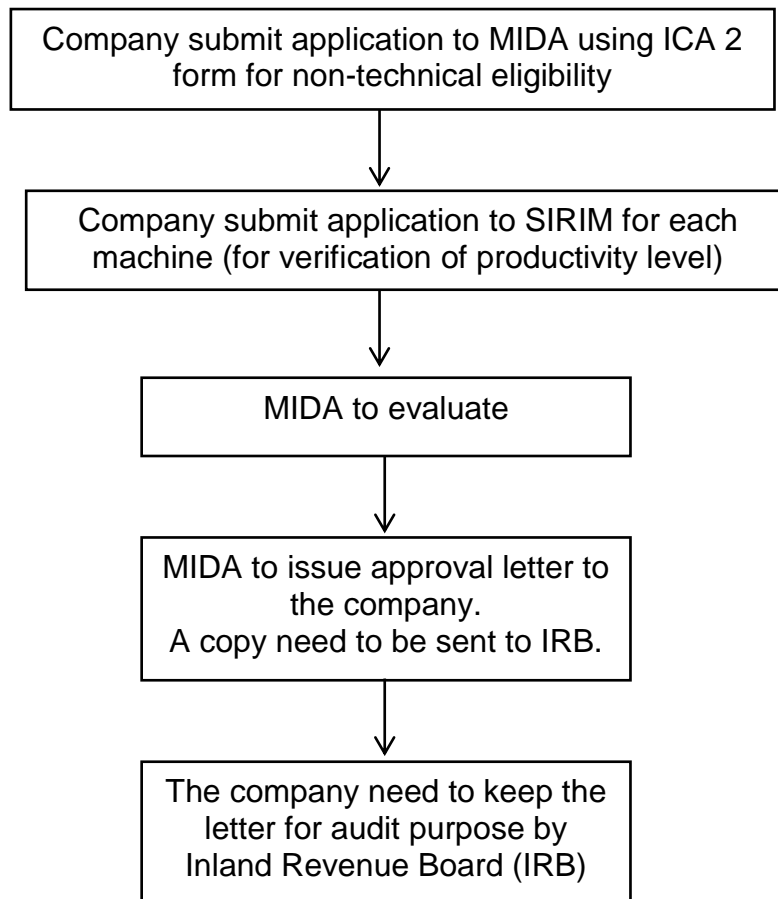 Company submit application to MIDA using ICA 2
form for non-technical eligibility
Company submit application to SIRIM for each
machine (for verification of productivity level)
MIDA to evaluate
MIDA to issue approval letter to
the company.
A copy need to be sent to IRB.
The company need to keep the
letter for audit purpose by
Inland Revenue Board (IRB)